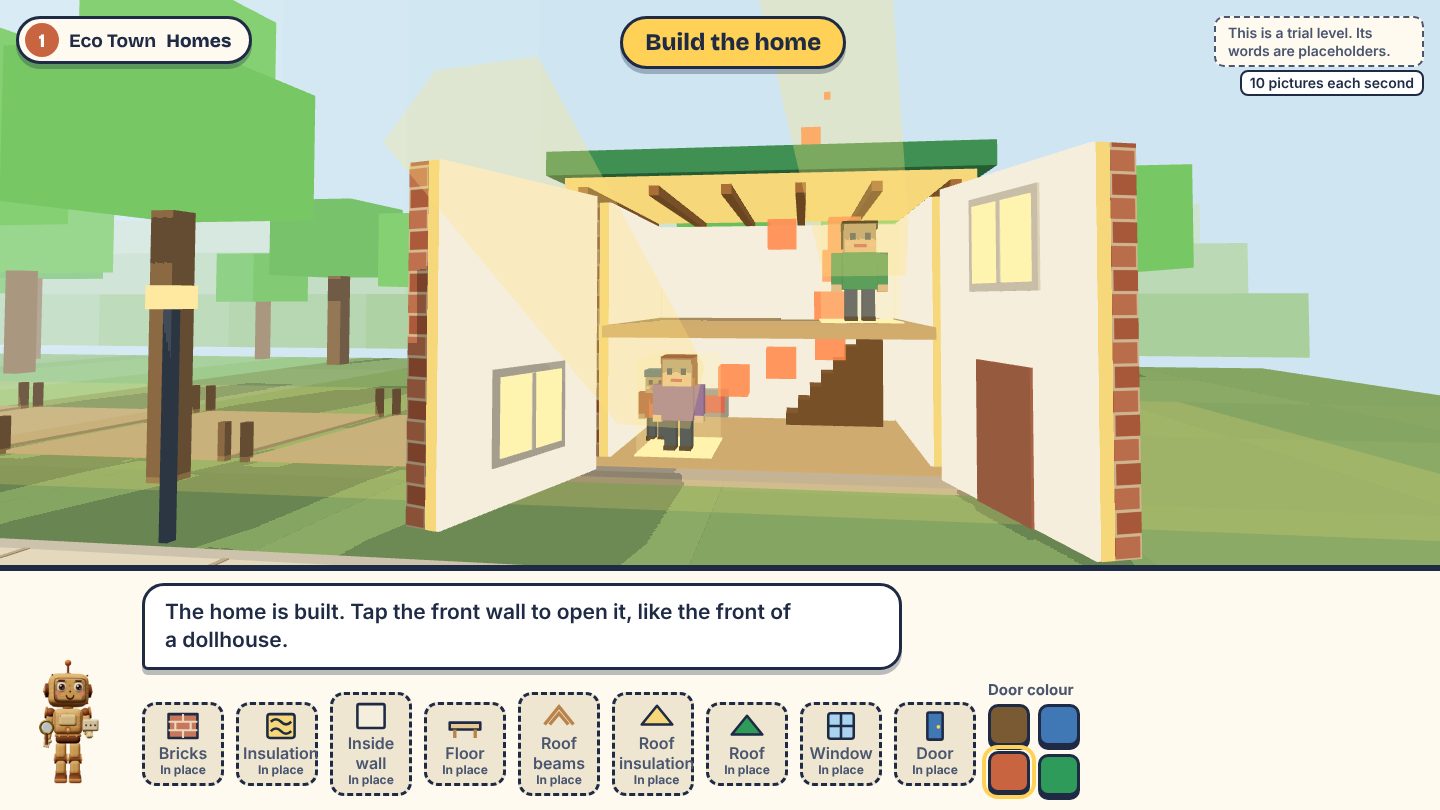 1 Eco Town Homes
Build the home
This is a trial level. Its
words are placeholders.
10 pictures each second
The home is built. Tap the front wall to open it, like the front of
a dollhouse.
Door colour
Bricks
In place
Insulation
In place
Inside
wall
In place
Floor
In place
Roof
beams
In place
Roof
insulation
In place
Roof
In place
Window
In place
Door
In place